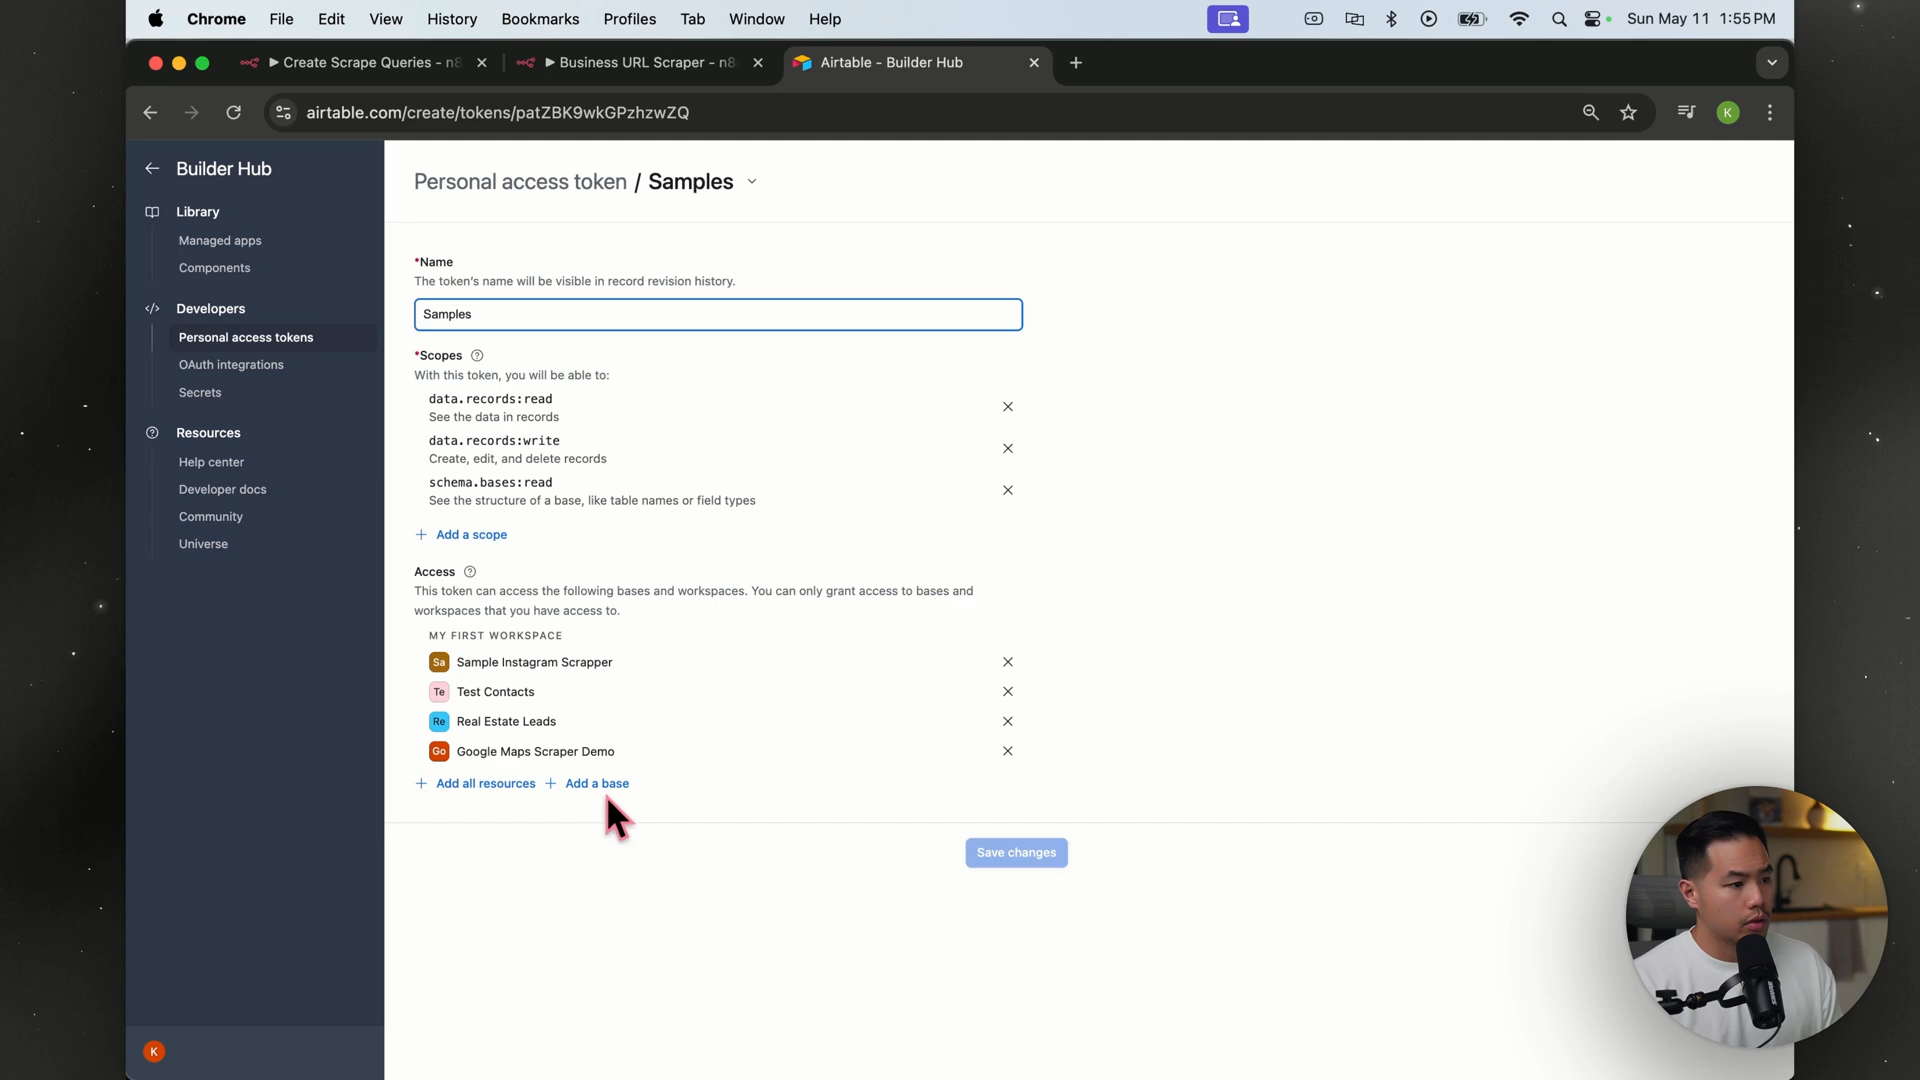 Chrome File Edit View History Bookmarks Profiles Tab Window Help Sun May 11 1:55 PM
Create Scrape Queries - n8 Business URL Scraper - n8 Airtable - Builder Hub
airtable.com/create/tokens/patZBK9wkGPzhzwZQ K
Builder Hub
Library
Managed apps
Components
Developers
Personal access tokens
OAuth integrations
Secrets
Resources
Help center
Developer docs
Community
Universe
K
Personal access token / Samples
*Name
The token's name will be visible in record revision history.
Samples
*Scopes
With this token, you will be able to:
data.records:read
See the data in records
data.records:write
Create, edit, and delete records
schema.bases:read
See the structure of a base, like table names or field types
+ Add a scope
Access
This token can access the following bases and workspaces. You can only grant access to bases and
workspaces that you have access to.
MY FIRST WORKSPACE
Sa Sample Instagram Scrapper
Te Test Contacts
Re Real Estate Leads
Go Google Maps Scraper Demo
+ Add all resources + Add a base
Save changes